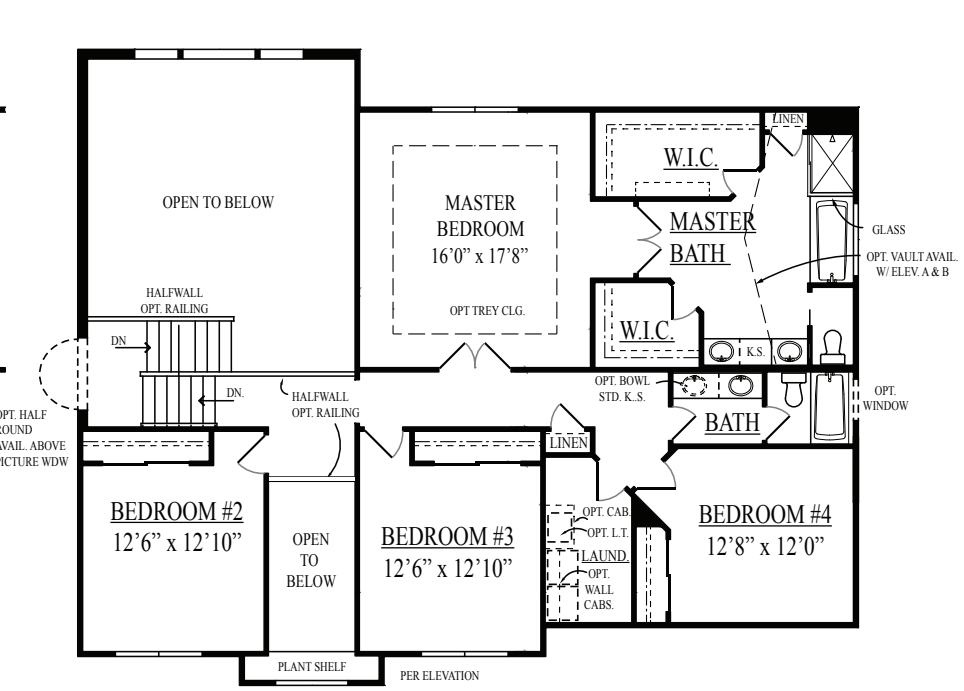 OPEN TO BELOW
MASTER
BEDROOM
16'0" x 17'8"
OPT TREY CLG.
W.I.C.
LINEN
MASTER
BATH
GLASS
OPT. VAULT AVAIL.
W/ ELEV. A & B
W.I.C.
K.S.
HALFWALL
OPT. RAILING
DN
DN.
HALFWALL
OPT. RAILING
OPT. BOWL
STD. K..S.
BATH
OPT.
WINDOW
OPT. HALF
ROUND
AVAIL. ABOVE
PICTURE WDW
LINEN
BEDROOM #2
12'6" x 12'10"
OPEN
TO
BELOW
BEDROOM #3
12'6" x 12'10"
OPT. CAB.
OPT. L.T.
LAUND.
OPT.
WALL
CABS.
BEDROOM #4
12'8" x 12'0"
PLANT SHELF
PER ELEVATION